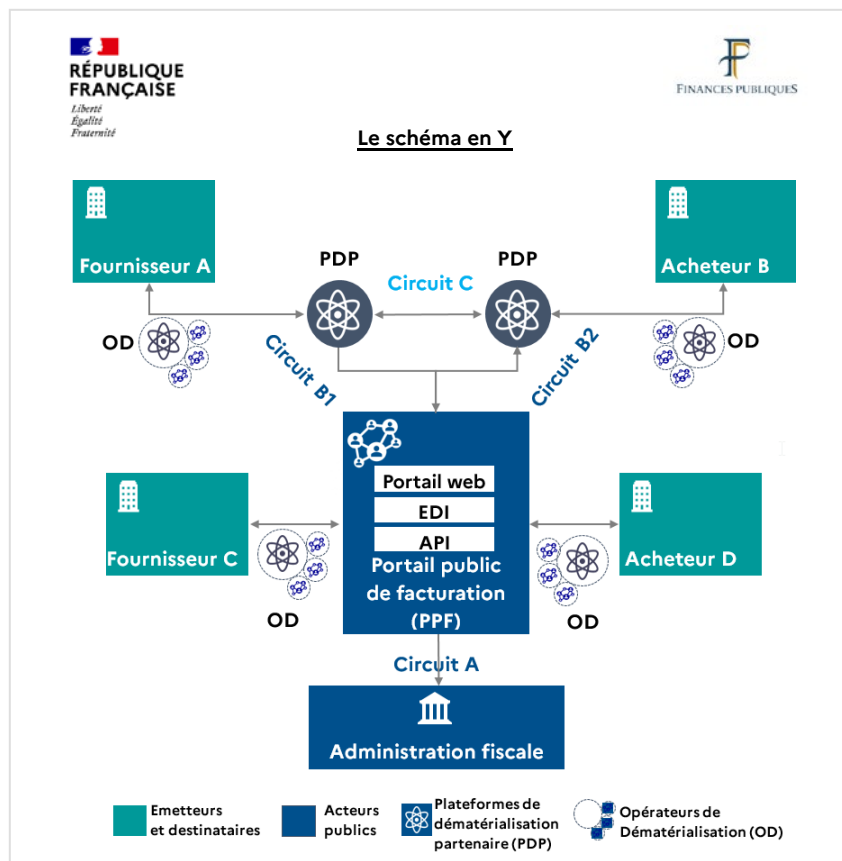 RÉPUBLIQUE
FRANÇAISE
Liberté
Égalité
Fraternité
FINANCES PUBLIQUES
Le schéma en Y
Fournisseur A
PDP
Circuit C
PDP
Acheteur B
OD
Circuit B1
Circuit B2
OD
Portail web
EDI
API
Portail public
de facturation
(PPF)
Fournisseur C
OD
Acheteur D
OD
Circuit A
Administration fiscale
Emetteurs
et destinataires
Acteurs
publics
Plateformes de
dématérialisation
partenaire (PDP)
Opérateurs de
Dématérialisation (OD)